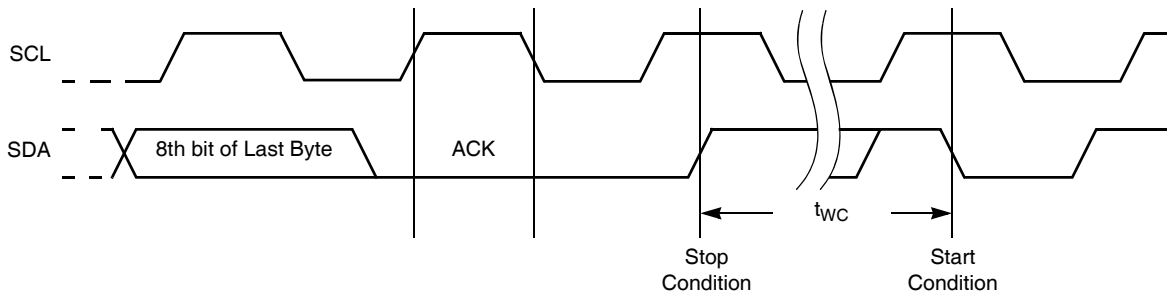 SCL
SDA
8th bit of Last Byte
ACK
tWC
Stop
Condition
Start
Condition